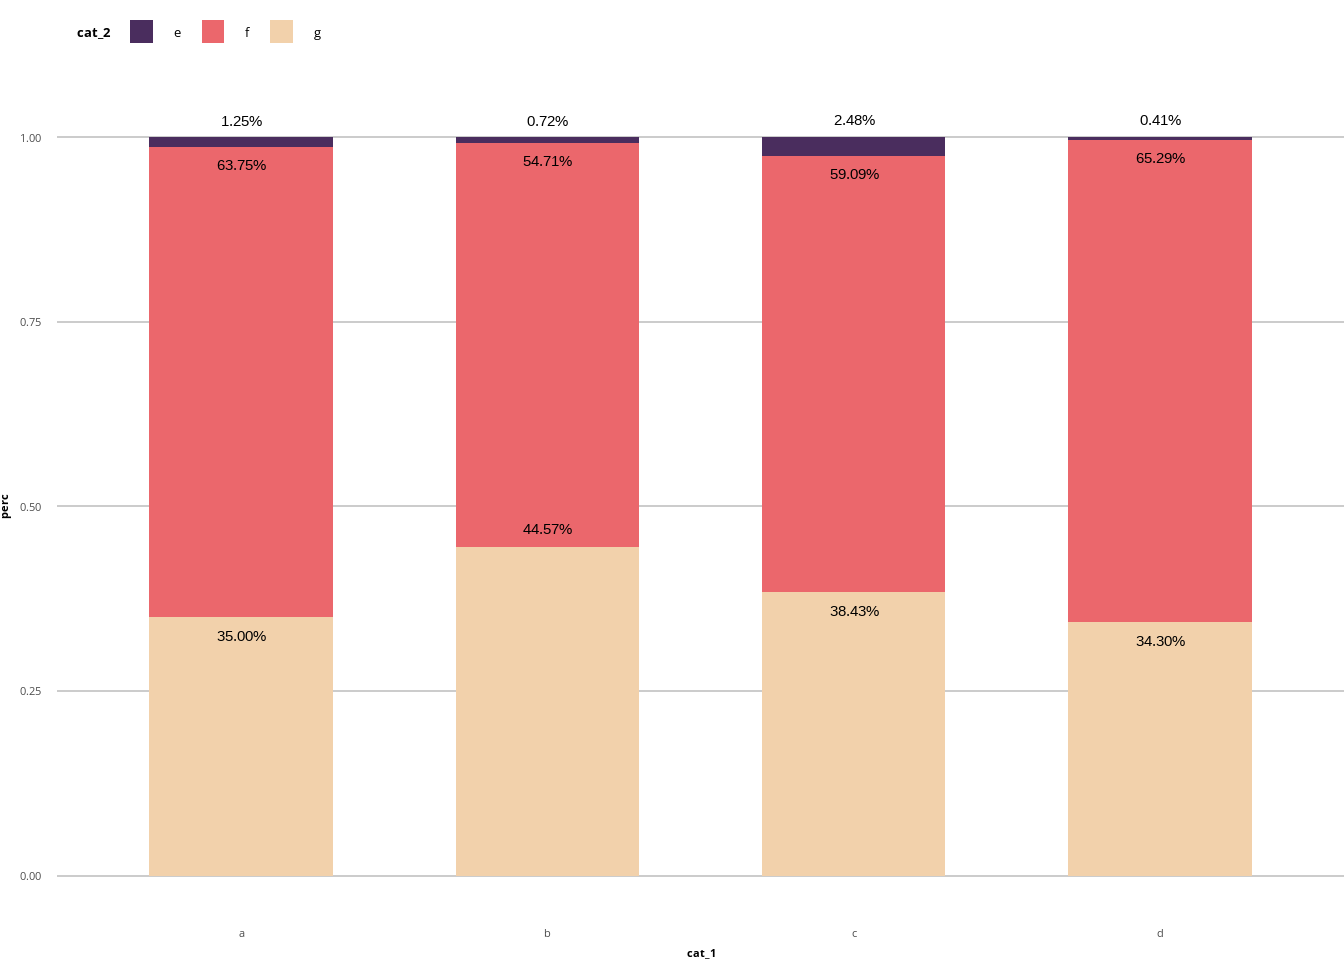 cat_2 e f g
1.25% 0.72% 2.48% 0.41%
1.00
63.75% 54.71% 59.09% 65.29%
0.75
perc
0.50
44.57%
38.43%
35.00% 34.30%
0.25
0.00
a b c d
cat_1